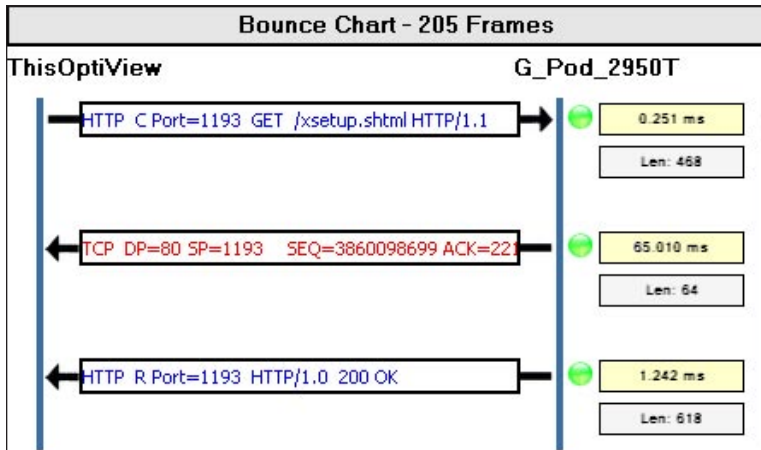 Bounce Chart - 205 Frames
ThisOptiView G_Pod_2950T
HTTP C Port=1193 GET /xsetup.shtml HTTP/1.1 0.251 ms
Len: 468
TCP DP=80 SP=1193 SEQ=3860098699 ACK=221 65.010 ms
Len: 64
HTTP R Port=1193 HTTP/1.0 200 OK 1.242 ms
Len: 618